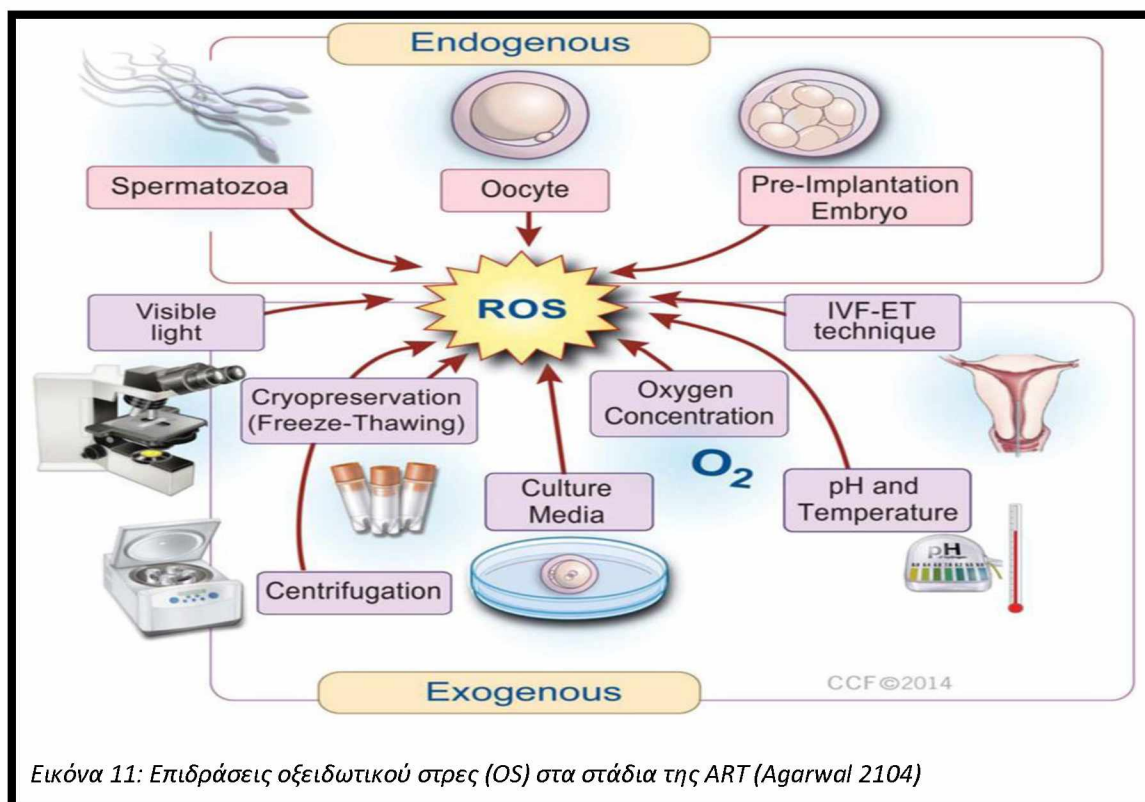 Endogenous
Spermatozoa
Oocyte
Pre-Implantation
Embryo
ROS
Visible
light
IVF-ET
technique
Cryopreservation
(Freeze-Thawing)
Oxygen
Concentration
O₂
Culture
Media
pH and
Temperature
pH
Centrifugation
CCF©2014
Exogenous
Εικόνα 11: Επιδράσεις οξειδωτικού στρες (OS) στα στάδια της ART (Agarwal 2104)